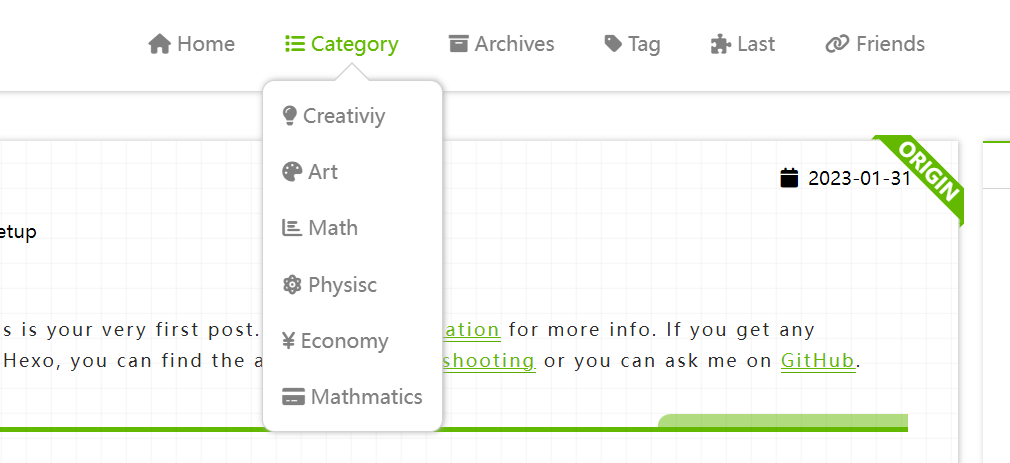 Home Category Archives Tag Last Friends
Creativiy
Art
Math
Physisc
Economy
Mathmatics
ORIGIN
2023-01-31
etup
s is your very first post. ation for more info. If you get any
Hexo, you can find the a shooting or you can ask me on GitHub.